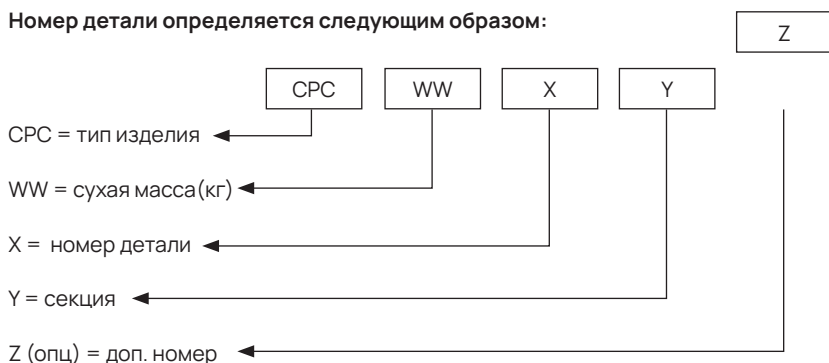 Номер детали определяется следующим образом:
Z
CPC WW X Y
CPC = тип изделия
WW = сухая масса(кг)
X = номер детали
Y = секция
Z (опц) = доп. номер